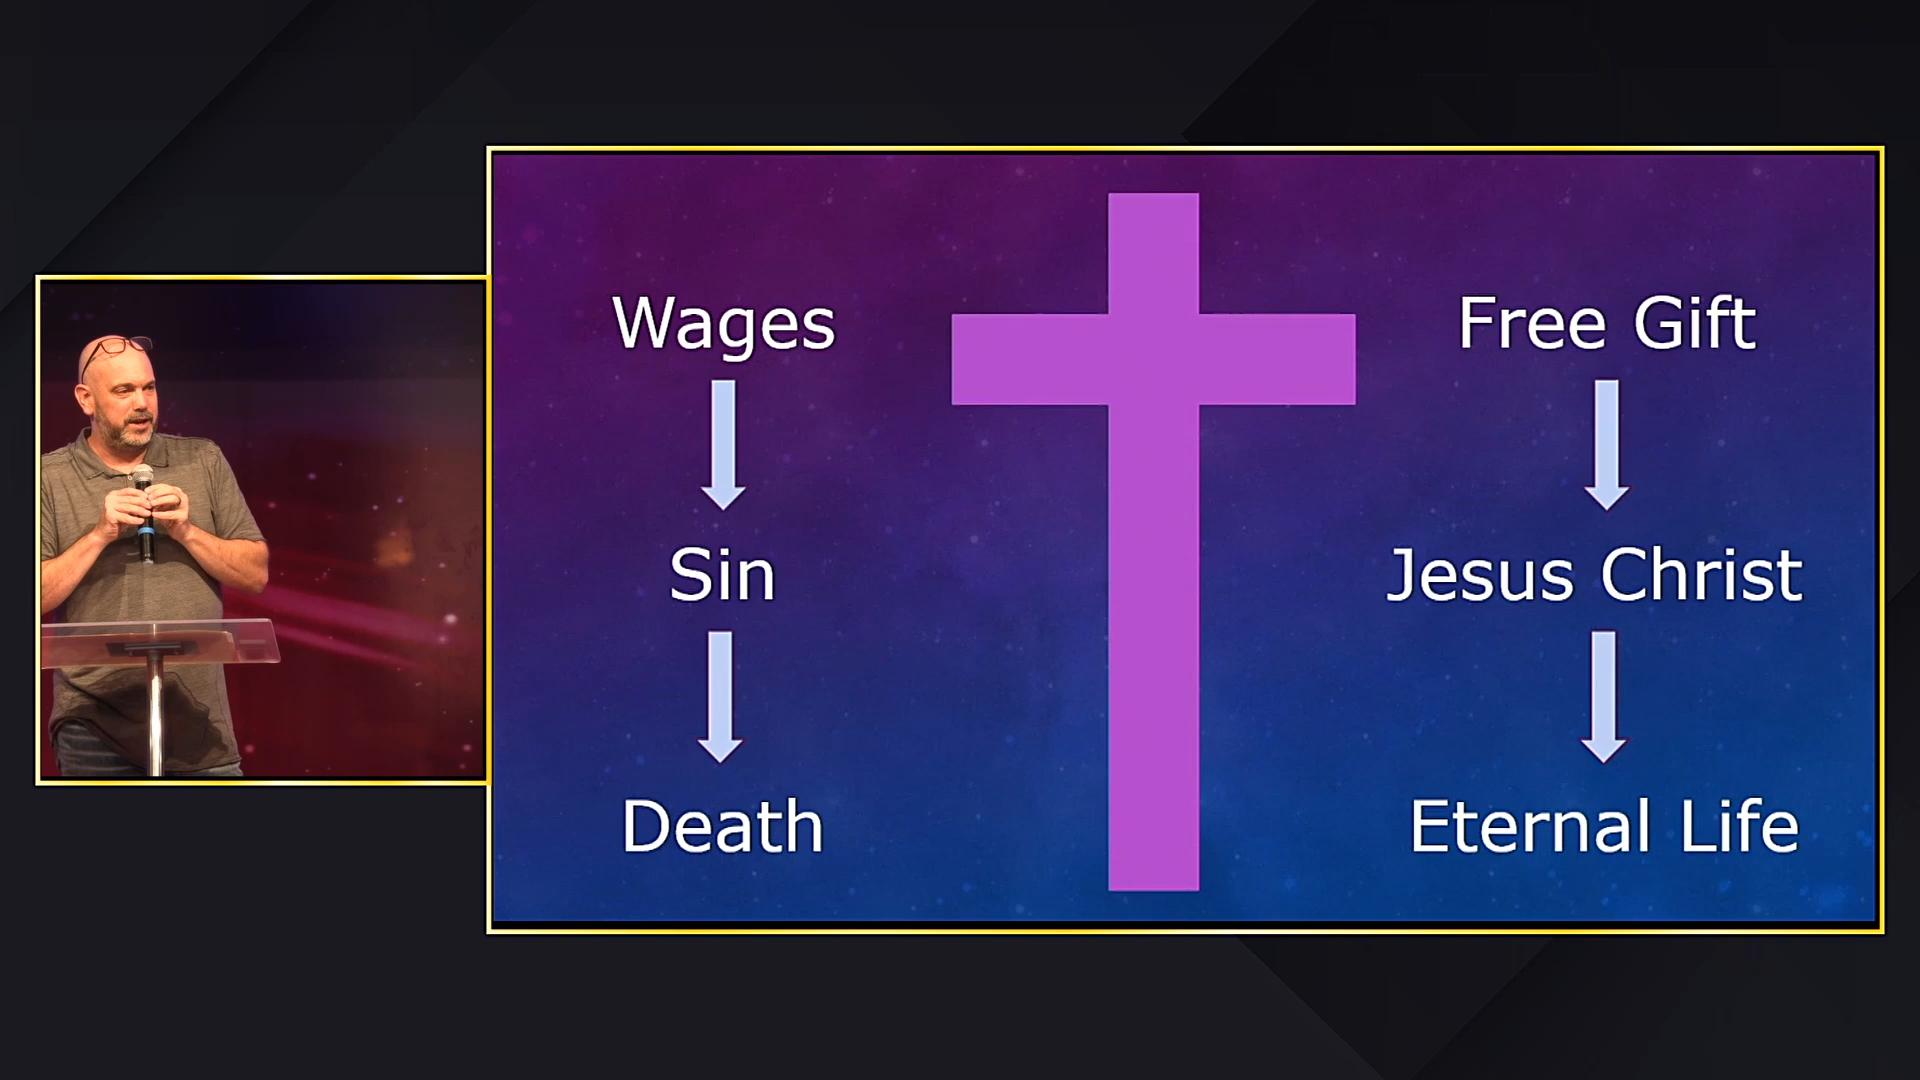 Wages
Sin
Death
Free Gift
Jesus Christ
Eternal Life